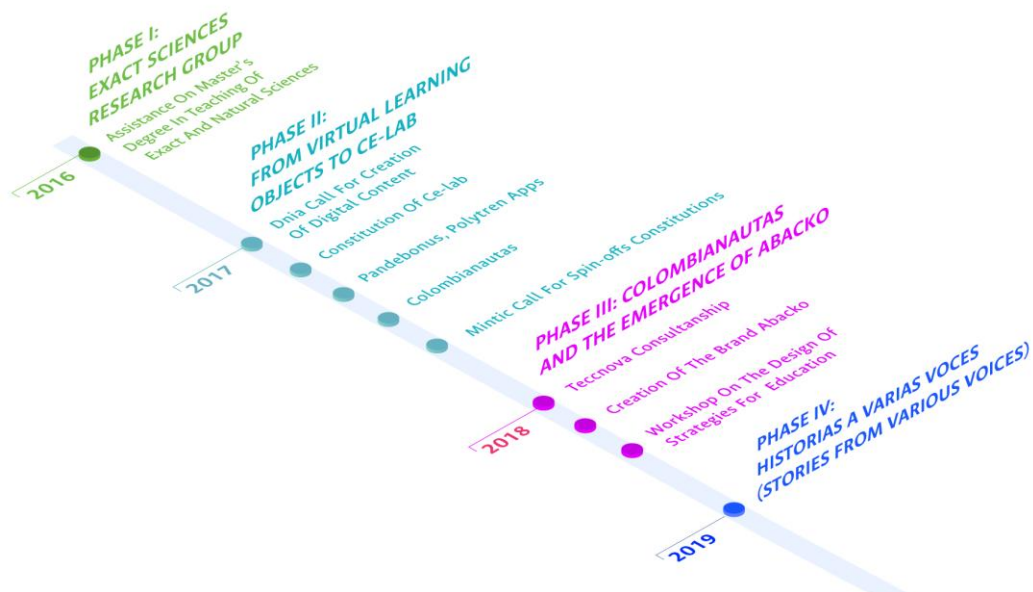 PHASE I:
EXACT SCIENCES
RESEARCH GROUP
Assistance On Master's
Degree In Teaching Of
Exact And Natural Sciences
2016
PHASE II:
FROM VIRTUAL LEARNING
OBJECTS TO CE-LAB
Dnia Call For Creation
Of Digital Content
Constitution Of Ce-lab
Pandebonus, Polytren Apps
Colombianautas
Mintic Call For Spin-offs Constitutions
2017
PHASE III: COLOMBIANAUTAS
AND THE EMERGENCE OF ABACKO
Teccnova Consultanship
Creation Of The Brand Abacko
Workshop On The Design Of
Strategies For Education
2018
PHASE IV:
HISTORIAS A VARIAS VOCES
(STORIES FROM VARIOUS VOICES)
2019